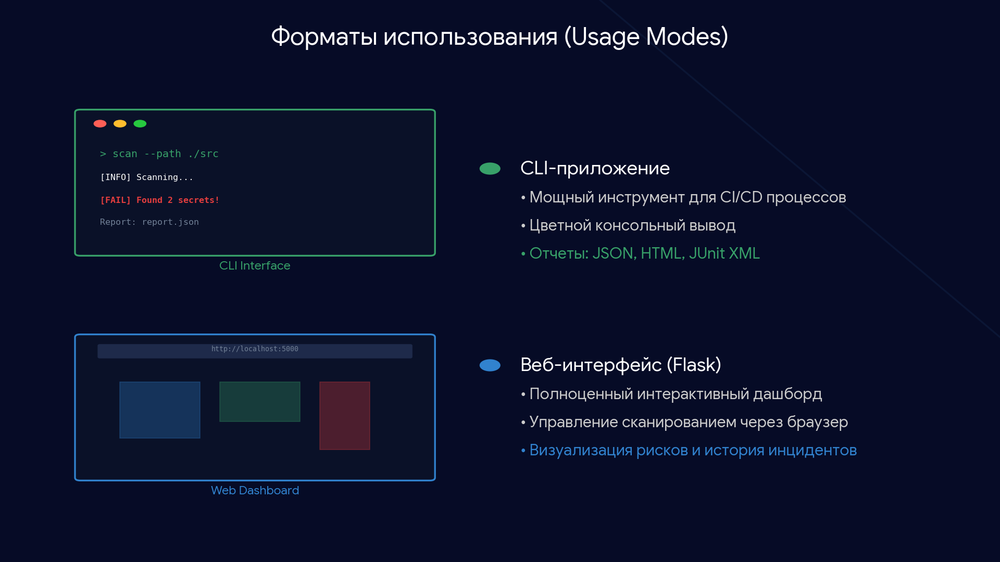 Форматы использования (Usage Modes)
> scan --path ./src
[INFO] Scanning...
[FAIL] Found 2 secrets!
Report: report.json
CLI Interface
CLI-приложение
• Мощный инструмент для CI/CD процессов
• Цветной консольный вывод
• Отчеты: JSON, HTML, JUnit XML
http://localhost:5000
Web Dashboard
Веб-интерфейс (Flask)
• Полноценный интерактивный дашборд
• Управление сканированием через браузер
• Визуализация рисков и история инцидентов